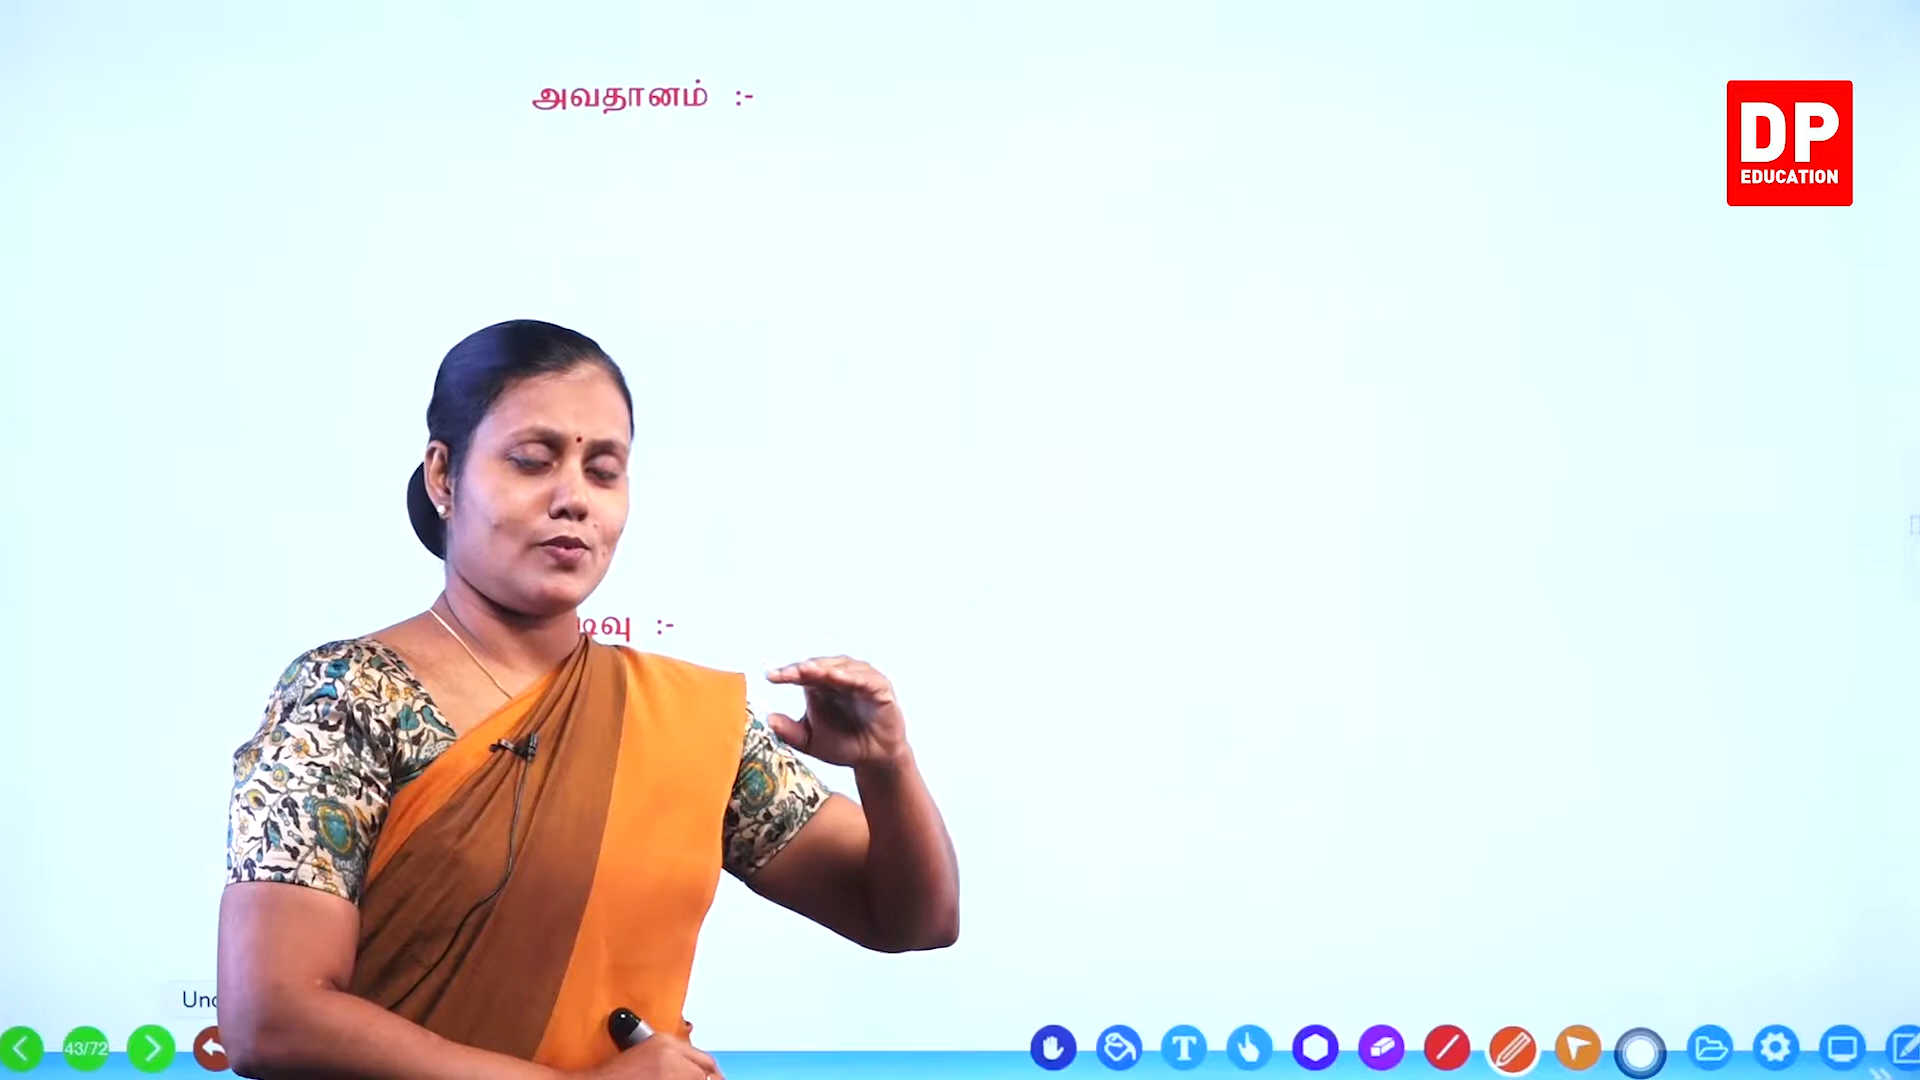 அவதானம் :-
DP
EDUCATION
டிவு :-
43/72
T